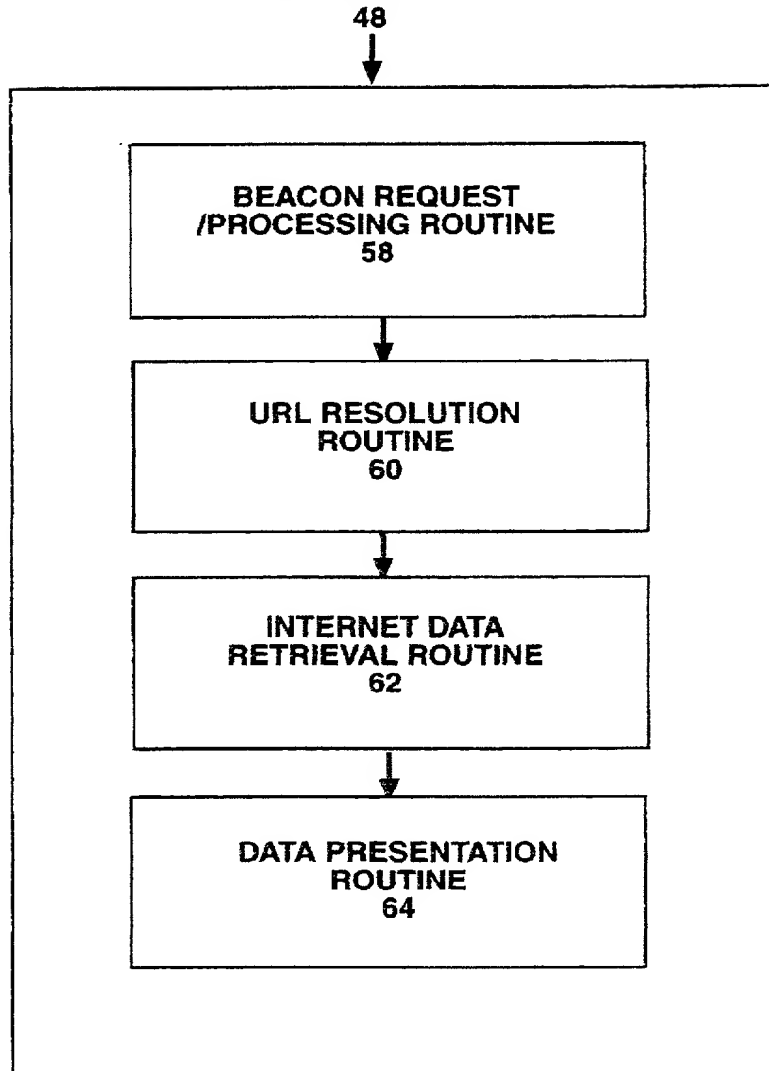 48
BEACON REQUEST
/PROCESSING ROUTINE
58
URL RESOLUTION
ROUTINE
60
INTERNET DATA
RETRIEVAL ROUTINE
62
DATA PRESENTATION
ROUTINE
64